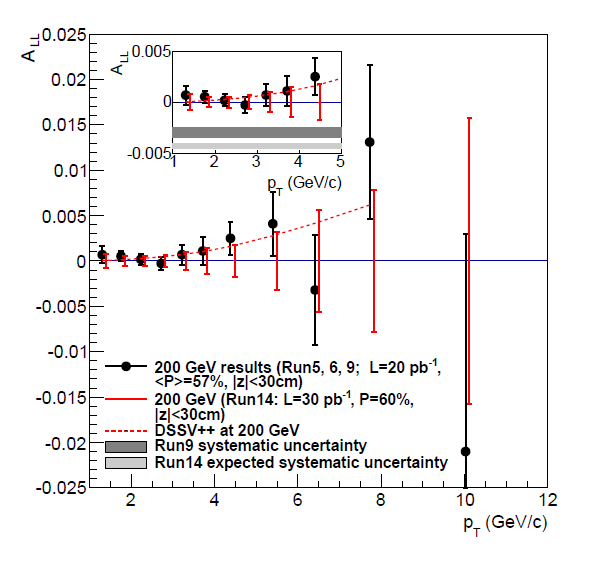 A_LL
0.025
0.02
0.015
0.01
0.005
0
-0.005
-0.01
-0.015
-0.02
-0.025
A_LL
0.005
0
-0.005
1 2 3 4 5
p_T (GeV/c)
200 GeV results (Run5, 6, 9; L=20 pb^-1,
<P>=57%, |z|<30cm)
200 GeV (Run14: L=30 pb^-1, P=60%,
|z|<30cm)
DSSV++ at 200 GeV
Run9 systematic uncertainty
Run14 expected systematic uncertainty
2 4 6 8 10 12
p_T (GeV/c)